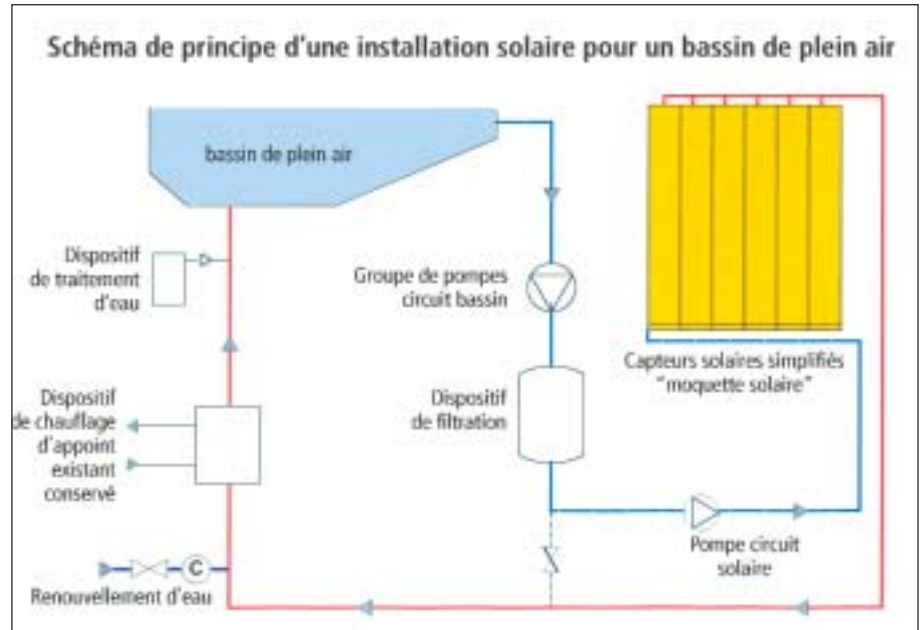 Schéma de principe d'une installation solaire pour un bassin de plein air
bassin de plein air
Dispositif
de traitement
d'eau
Groupe de pompes
circuit bassin
Capteurs solaires simplifiés
"moquette solaire"
Dispositif
de chauffage
d'appoint
existant
conservé
Dispositif
de filtration
Pompe circuit
solaire
C
Renouvellement d'eau